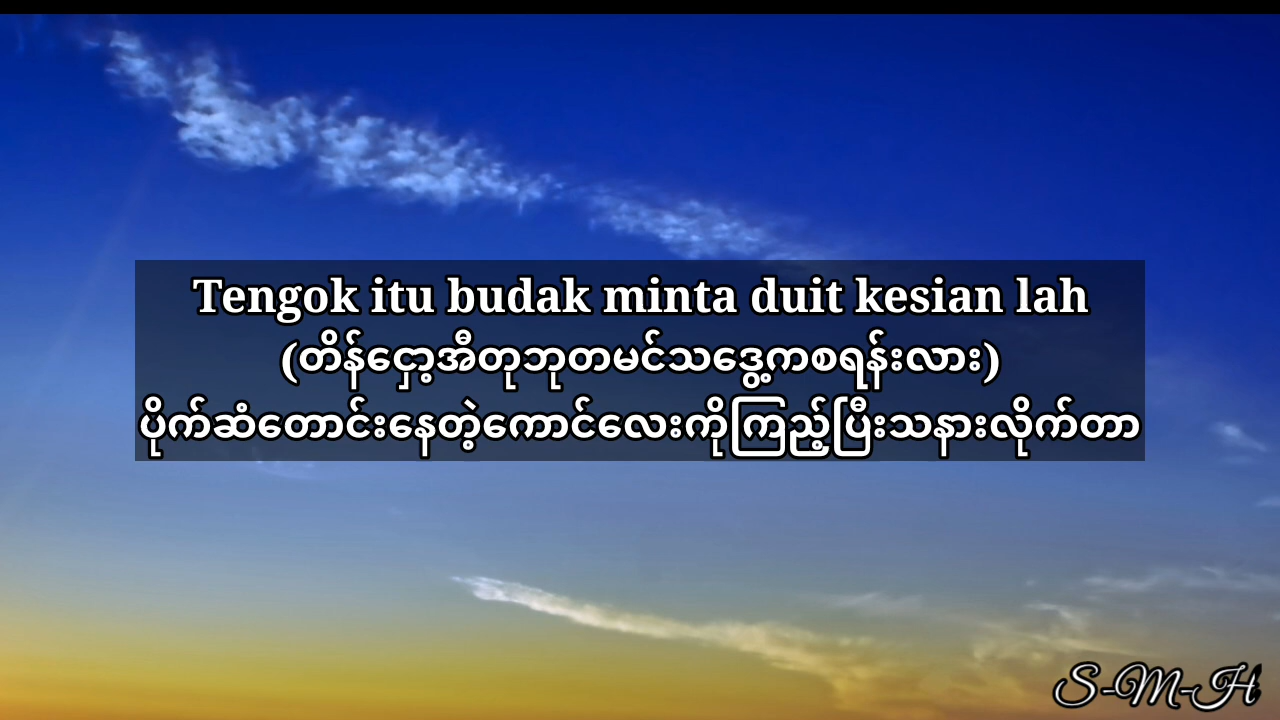 Tengok itu budak minta duit kesian lah
(တိန်ငှော့အီတုဘုတမင်သဒွေ့ကစရန်းလား)
ပိုက်ဆံတောင်းနေတဲ့ကောင်လေးကိုကြည့်ပြီးသနားလိုက်တာ
S-M-H